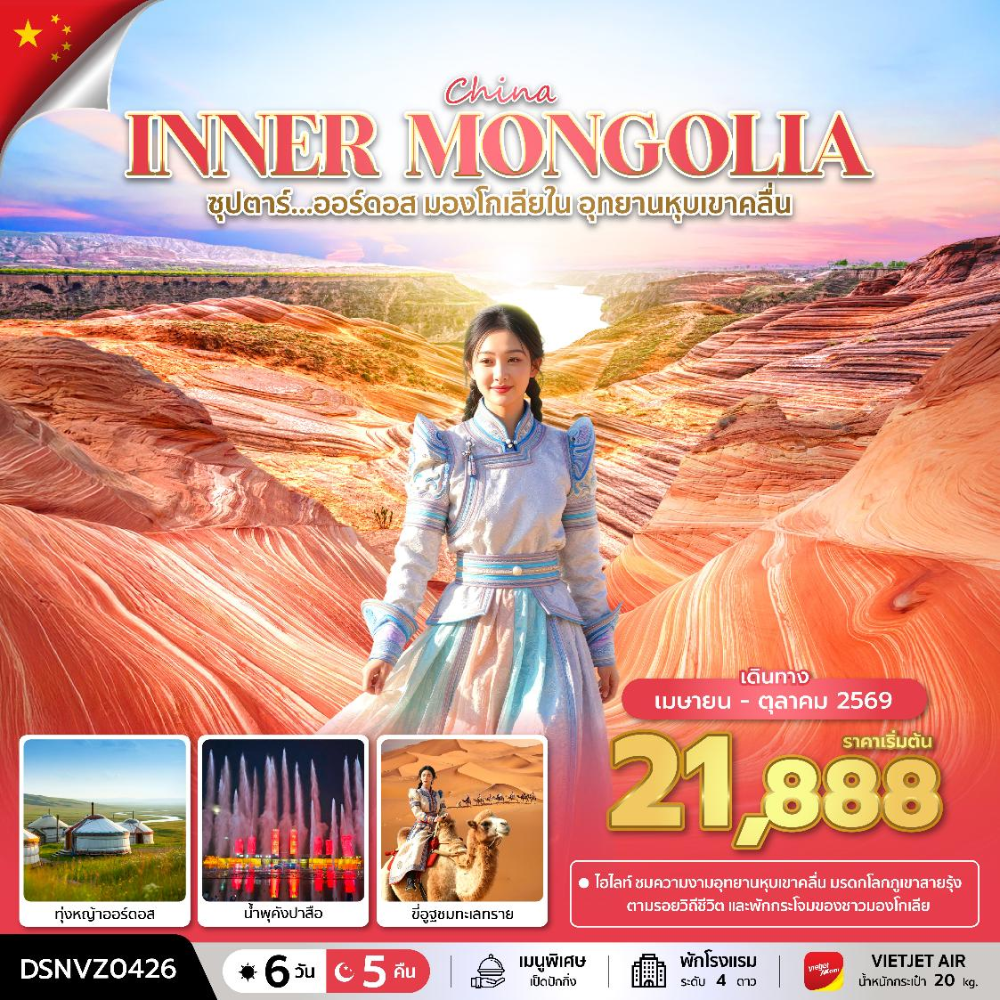 China
INNER MONGOLIA
ซุปตาร์...ออร์ดอส มองโกเลียใน อุทยานหุบเขาคลื่น
เดินทาง
เมษายน - ตุลาคม 2569
ราคาเริ่มต้น
21,888
ทุ่งหญ้าออร์ดอส
น้ำพุคังปาสือ
ขี่อูฐชมทะเลทราย
ไฮไลท์ ชมความงามอุทยานหุบเขาคลื่น มรดกโลกภูเขาสายรุ้ง
ตามรอยวิถีชีวิต และพักกระโจมของชาวมองโกเลีย
DSNVZ0426
6 วัน 5 คืน
เมนูพิเศษ
เป็ดปักกิ่ง
พักโรงแรม
ระดับ 4 ดาว
vietjet Air.com
VIETJET AIR
น้ำหนักกระเป๋า 20 kg.